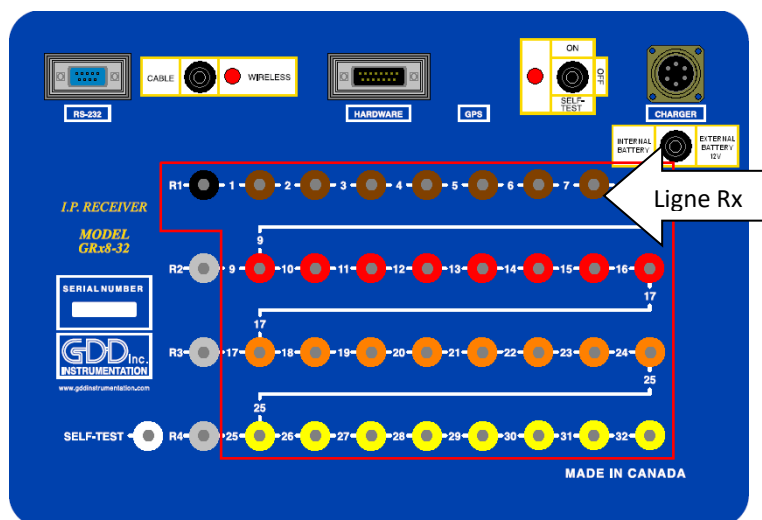 ON
OFF
CABLE
WIRELESS
SELF-
TEST
RS-232
HARDWARE
GPS
CHARGER
INTERNAL
BATTERY
EXTERNAL
BATTERY
12V
R1 1 2 3 4 5 6 7
Ligne Rx
I.P. RECEIVER
MODEL
GRx8-32
9
R2 9 10 11 12 13 14 15 16
17
SERIAL NUMBER
17
GDD Inc.
INSTRUMENTATION
R3 17 18 19 20 21 22 23 24
25
www.gddinstrumentation.com
25
SELF-TEST R4 25 26 27 28 29 30 31 32
MADE IN CANADA